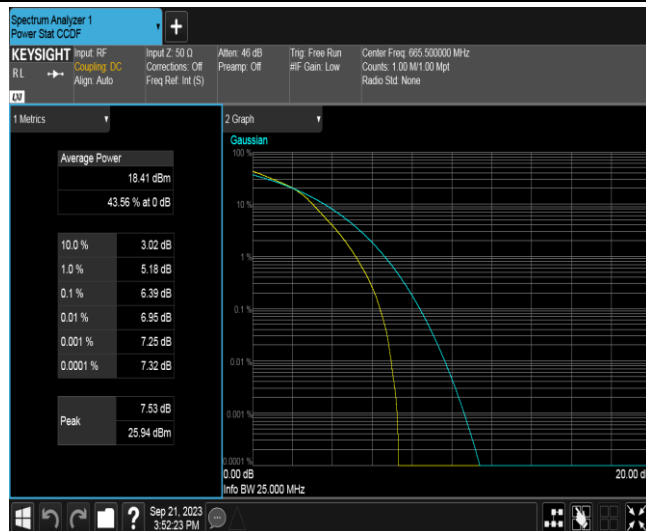 Spectrum Analyzer 1
Power Stat CCDF
+
KEYSIGHT
RL
Input: RF
Coupling: DC
Align: Auto
Input Z: 50 Ω
Corrections: Off
Freq Ref: Int (S)
Atten: 46 dB
Preamp: Off
Trig: Free Run
#IF Gain: Low
Center Freq: 665.500000 MHz
Counts: 1.00 M/1.00 Mpt
Radio Std: None
1 Metrics
Average Power
18.41 dBm
43.56 % at 0 dB
10.0 % 3.02 dB
1.0 % 5.18 dB
0.1 % 6.39 dB
0.01 % 6.95 dB
0.001 % 7.25 dB
0.0001 % 7.32 dB
Peak
7.53 dB
25.94 dBm
2 Graph
Gaussian
100 %
10 %
1 %
0.1 %
0.01 %
0.001 %
0.0001 %
0.00 dB
20.00 d
Info BW 25.000 MHz
?
Sep 21, 2023
3:52:23 PM